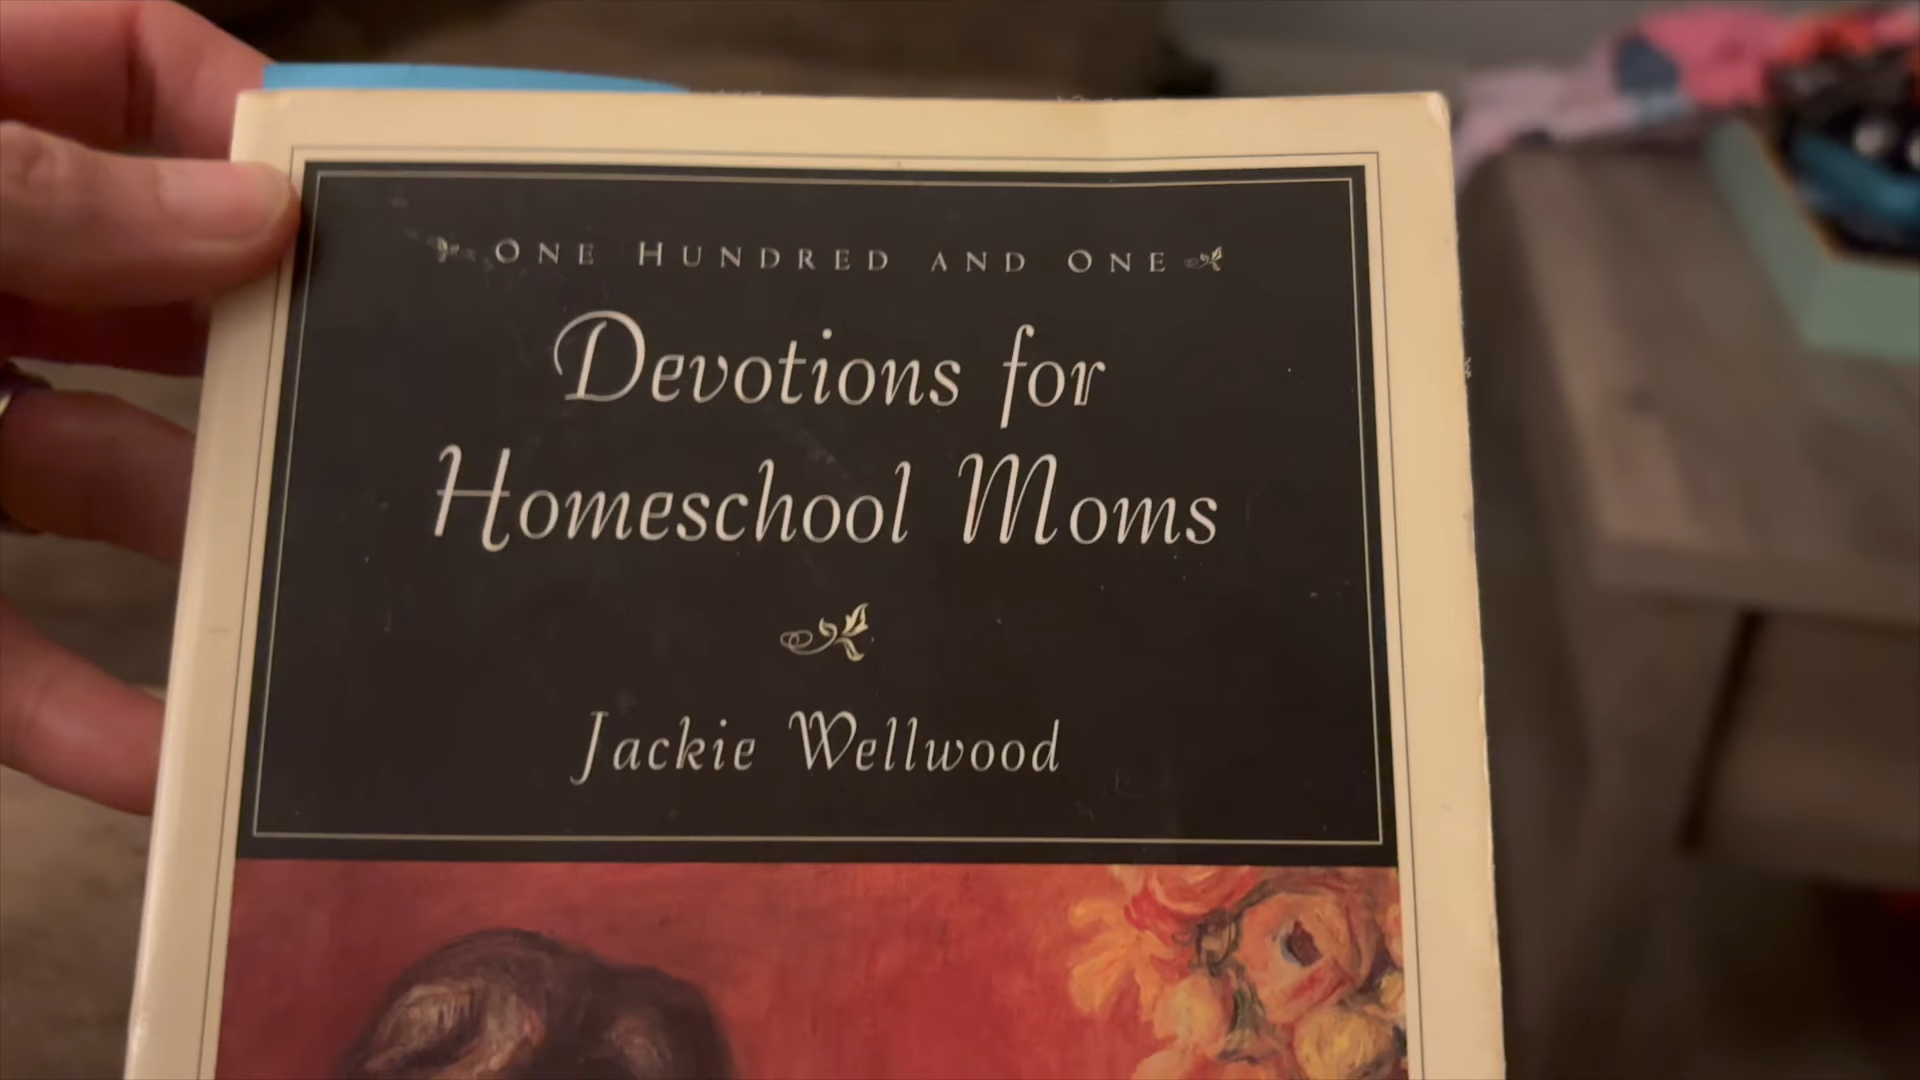 ONE HUNDRED AND ONE
Devotions for
Homeschool Moms
Jackie Wellwood